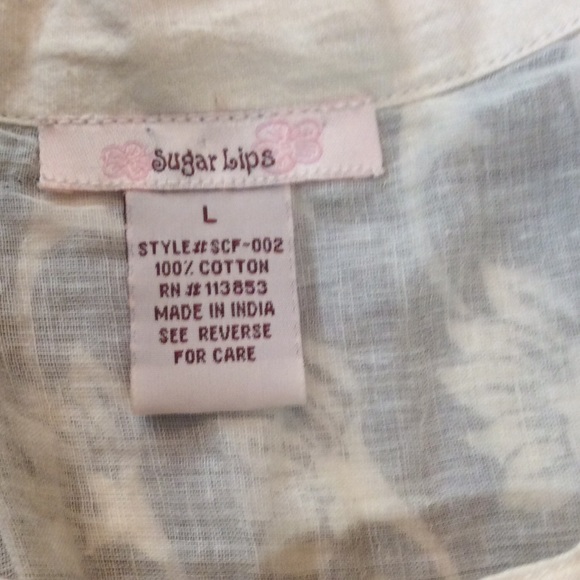 Sugar Lips
L
STYLE#SCF-002
100% COTTON
RN # 113853
MADE IN INDIA
SEE REVERSE
FOR CARE